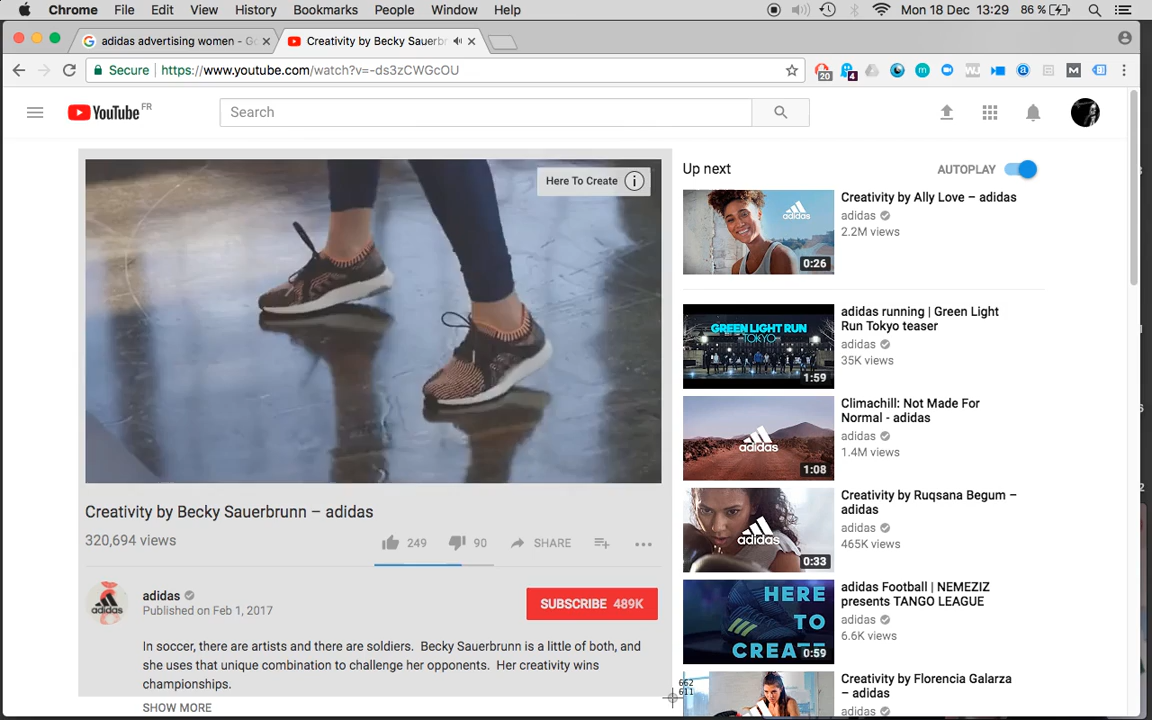 Chrome File Edit View History Bookmarks People Window Help Mon 18 Dec 13:29 86 %
adidas advertising women - Go
Creativity by Becky Sauerbr
Secure https://www.youtube.com/watch?v=-ds3zCWGcOU
20
4
YouTube FR
Search
Here To Create
Up next
AUTOPLAY
adidas
0:26
Creativity by Ally Love – adidas
adidas
2.2M views
GREEN LIGHT RUN
TOKYO
1:59
adidas running | Green Light
Run Tokyo teaser
adidas
35K views
adidas
1:08
Climachill: Not Made For
Normal - adidas
adidas
1.4M views
adidas
0:33
Creativity by Ruqsana Begum –
adidas
adidas
465K views
HERE
TO
CREATE
0:59
adidas Football | NEMEZIZ
presents TANGO LEAGUE
adidas
6.6K views
Creativity by Florencia Galarza
– adidas
adidas
Creativity by Becky Sauerbrunn – adidas
320,694 views
249 90 SHARE
adidas
adidas
Published on Feb 1, 2017
SUBSCRIBE 489K
In soccer, there are artists and there are soldiers. Becky Sauerbrunn is a little of both, and
she uses that unique combination to challenge her opponents. Her creativity wins
championships.
SHOW MORE
662
611